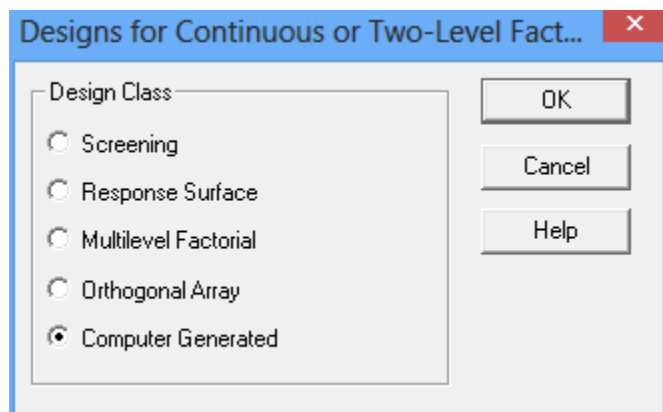 Designs for Continuous or Two-Level Fact...
Design Class
Screening
Response Surface
Multilevel Factorial
Orthogonal Array
Computer Generated
OK
Cancel
Help